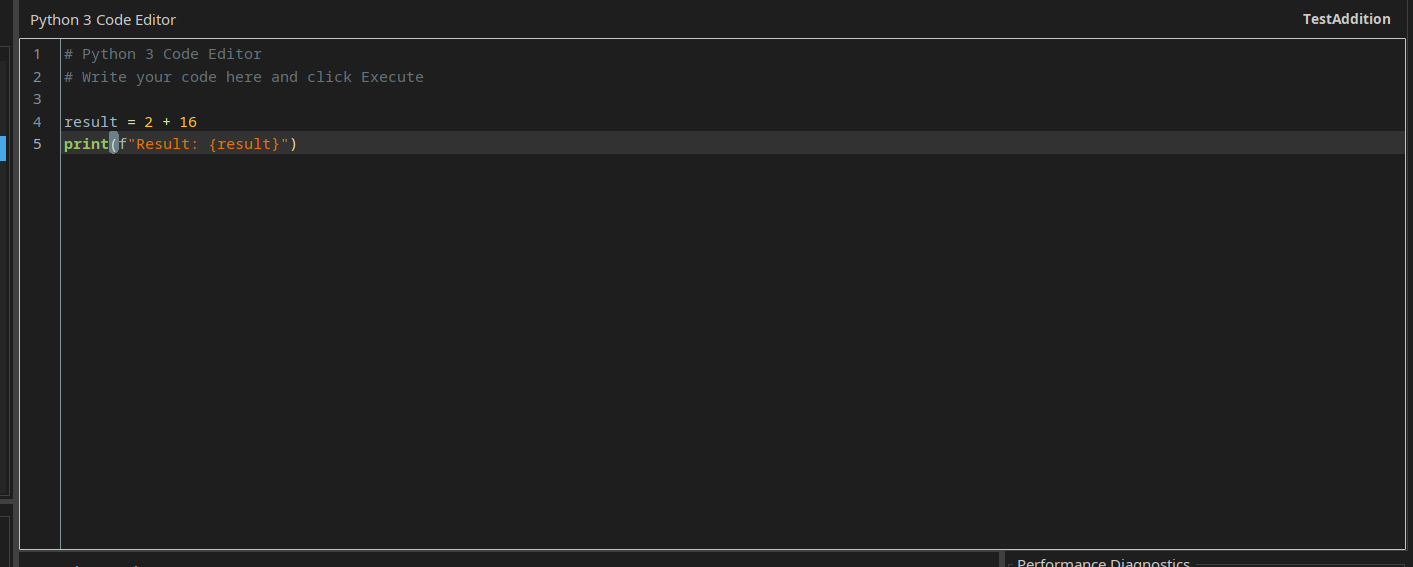 Python 3 Code Editor
TestAddition
1 # Python 3 Code Editor
2 # Write your code here and click Execute
3
4 result = 2 + 16
5 print(f"Result: {result}")
Performance Diagnostics